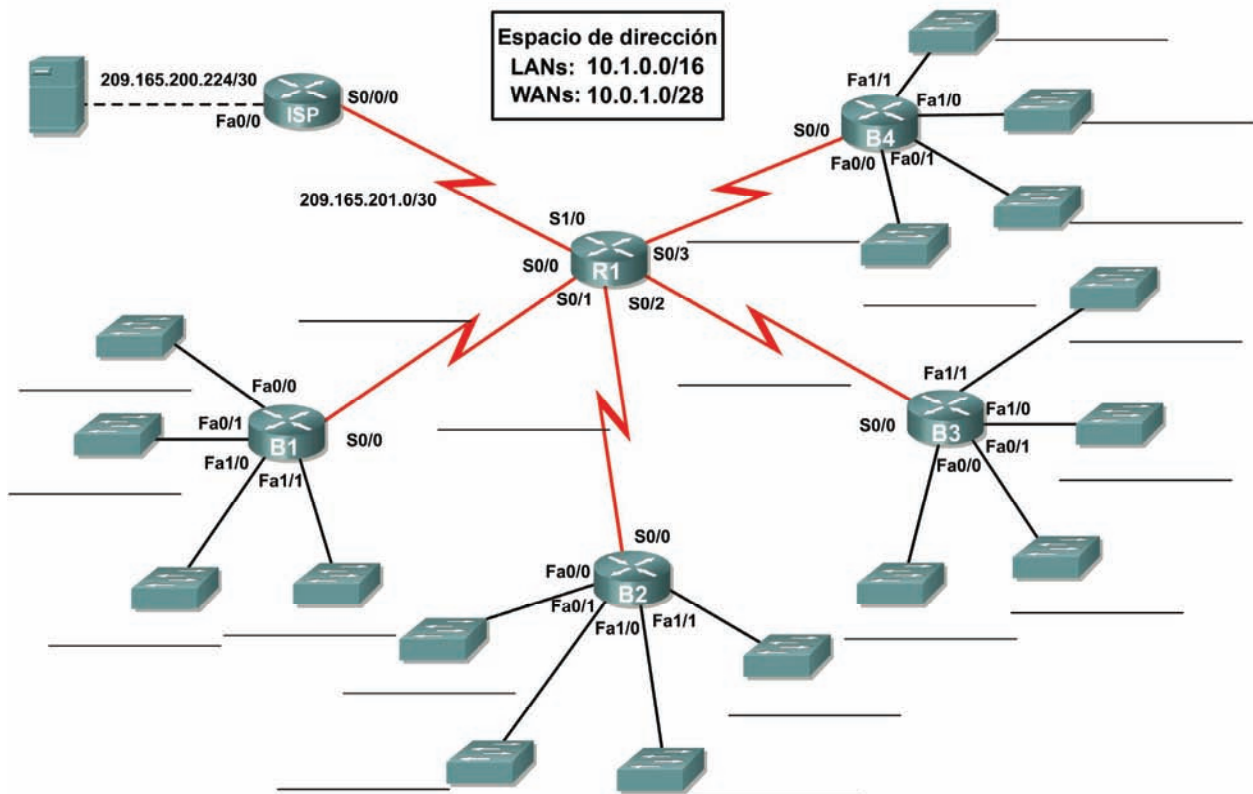 Espacio de dirección
LANs: 10.1.0.0/16
WANs: 10.0.1.0/28
209.165.200.224/30
ISP
S0/0/0
Fa0/0
209.165.201.0/30
S1/0
S0/0
R1
S0/3
S0/1
S0/2
Fa1/1
Fa1/0
S0/0
B4
Fa0/0
Fa0/1
Fa0/0
Fa0/1
B1
S0/0
Fa1/0
Fa1/1
Fa1/1
Fa1/0
S0/0
B3
Fa0/1
Fa0/0
S0/0
Fa0/0
B2
Fa0/1
Fa1/0
Fa1/1